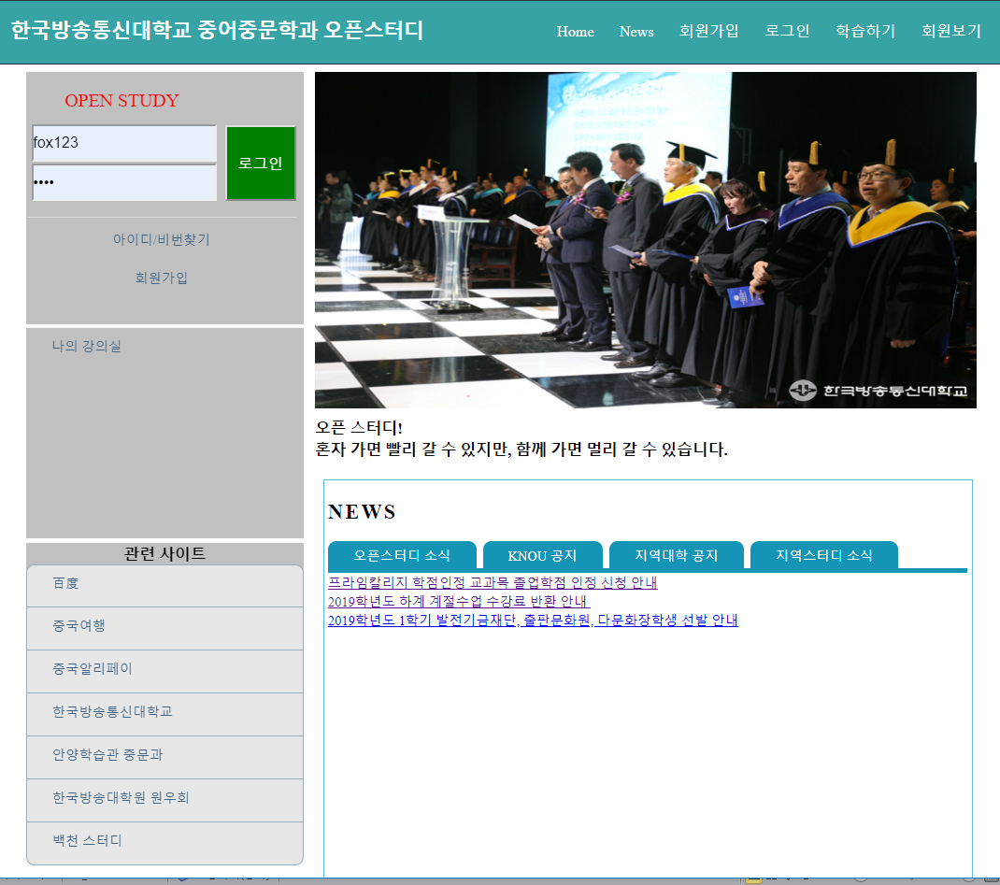 한국방송통신대학교 중어중문학과 오픈스터디
Home News 회원가입 로그인 학습하기 회원보기
OPEN STUDY
fox123
••••
로그인
아이디/비번찾기
회원가입
나의 강의실
관련 사이트
百度
중국여행
중국알리페이
한국방송통신대학교
안양학습관 중문과
한국방송대학원 원우회
백천 스터디
한국방송통신대학교
오픈 스터디!
혼자 가면 빨리 갈 수 있지만, 함께 가면 멀리 갈 수 있습니다.
NEWS
오픈스터디 소식 KNOU 공지 지역대학 공지 지역스터디 소식
프라임칼리지 학점인정 교과목 졸업학점 인정 신청 안내
2019학년도 하계 계절수업 수강료 반환 안내
2019학년도 1학기 발전기금재단, 출판문화원, 다문화장학생 선발 안내